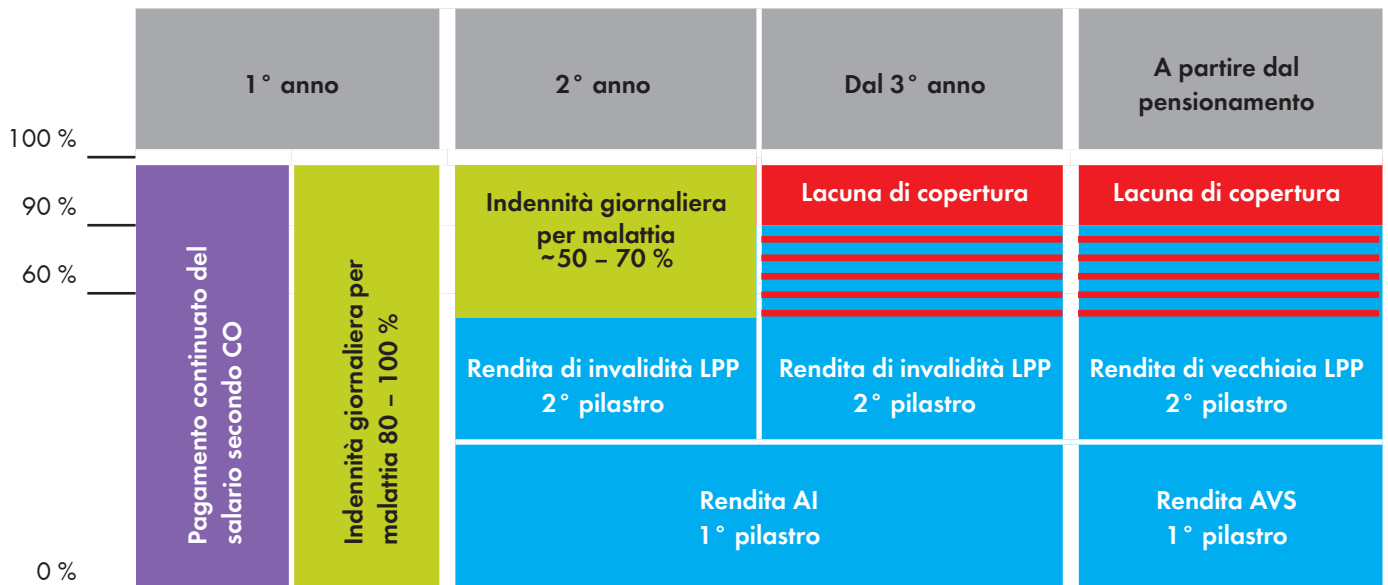 1° anno
2° anno
Dal 3° anno
A partire dal
pensionamento
100 %
90 %
60 %
0 %
Pagamento continuato del
salario secondo CO
Indennità giornaliera per
malattia 80 – 100 %
Indennità giornaliera
per malattia
~50 – 70 %
Lacuna di copertura
Lacuna di copertura
Rendita di invalidità LPP
2° pilastro
Rendita di invalidità LPP
2° pilastro
Rendita di vecchiaia LPP
2° pilastro
Rendita AI
1° pilastro
Rendita AVS
1° pilastro